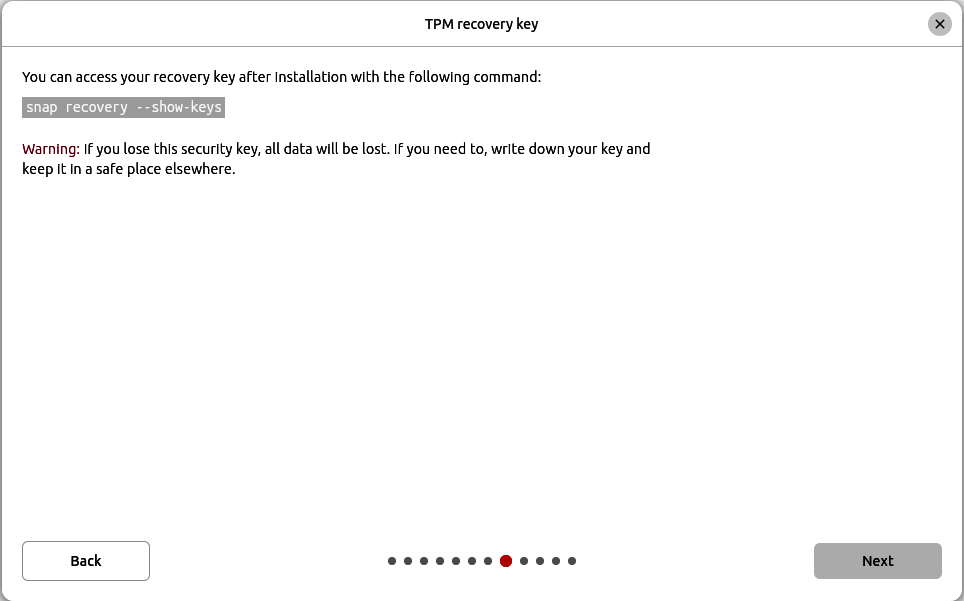 TPM recovery key
You can access your recovery key after installation with the following command:
snap recovery --show-keys
Warning: If you lose this security key, all data will be lost. If you need to, write down your key and
keep it in a safe place elsewhere.
Back
Next